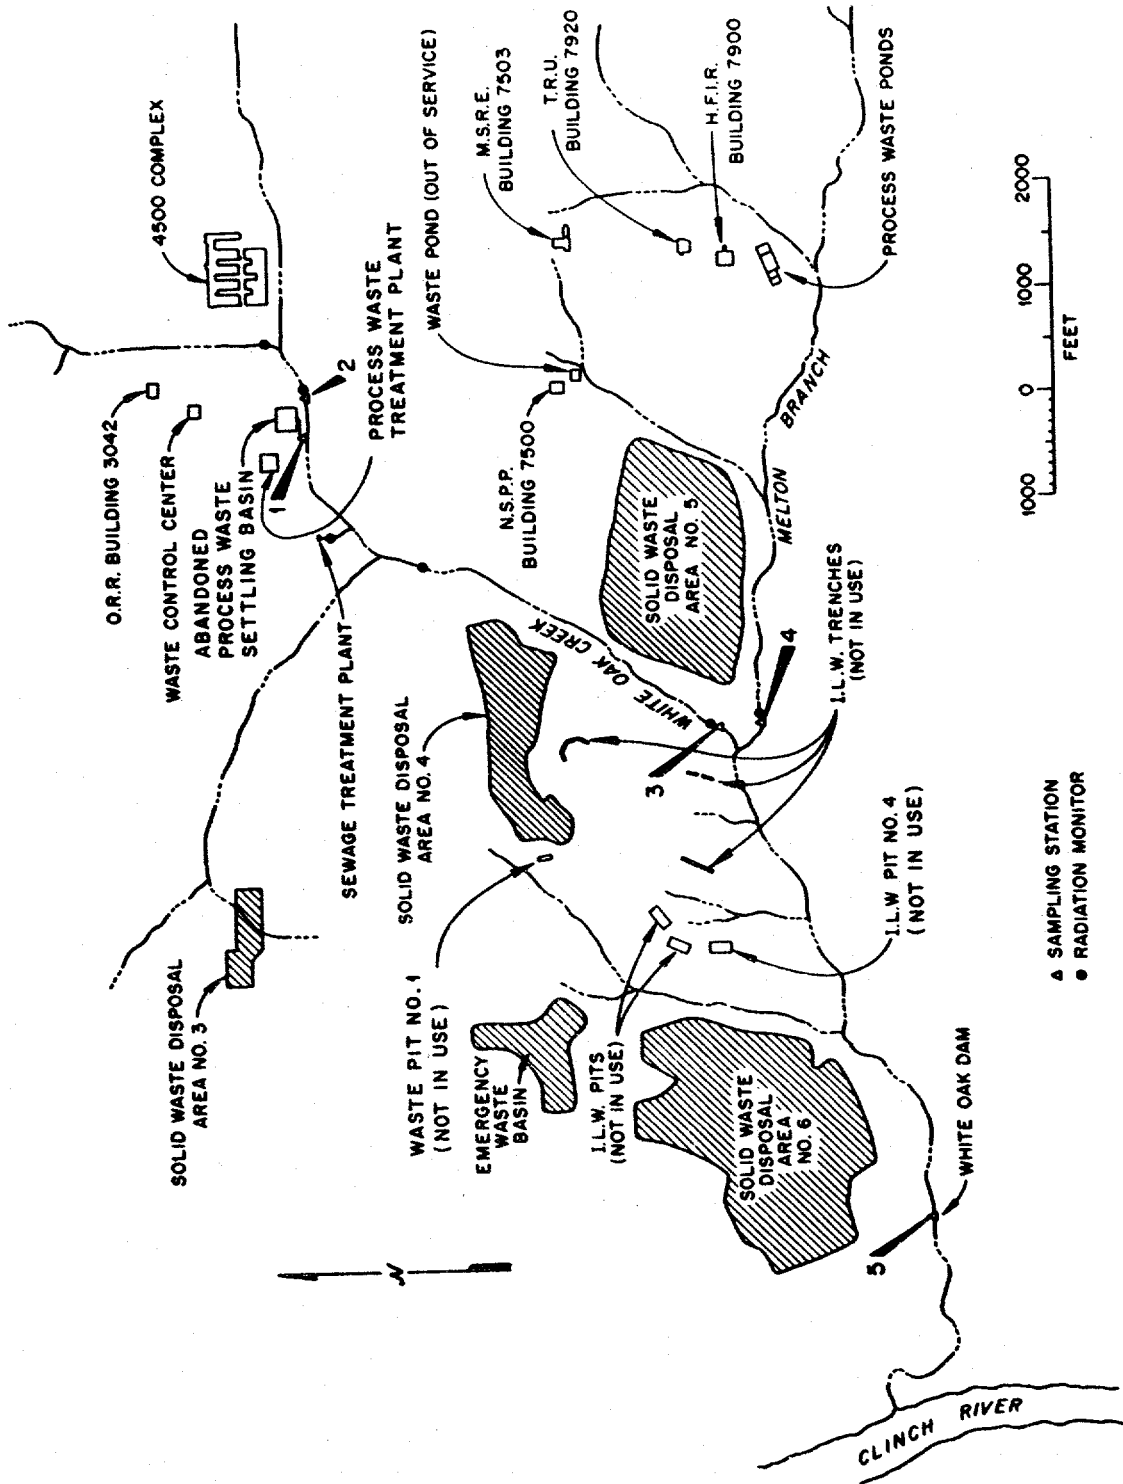 4500 COMPLEX
O.R.R. BUILDING 3042
WASTE CONTROL CENTER
ABANDONED
PROCESS WASTE
SETTLING BASIN
1
2
PROCESS WASTE
TREATMENT PLANT
SEWAGE TREATMENT PLANT
WASTE POND (OUT OF SERVICE)
M.S.R.E.
BUILDING 7503
T.R.U.
BUILDING 7920
H.F.I.R.
BUILDING 7900
PROCESS WASTE PONDS
N.S.P.P.
BUILDING 7500
SOLID WASTE
DISPOSAL
AREA NO. 5
MELTON
BRANCH
WHITE OAK CREEK
SOLID WASTE DISPOSAL
AREA NO. 3
SOLID WASTE DISPOSAL
AREA NO. 4
WASTE PIT NO. 1
(NOT IN USE)
EMERGENCY
WASTE
BASIN
I.L.W. PITS
(NOT IN USE)
3
4
I.L.W. TRENCHES
(NOT IN USE)
I.L.W PIT NO. 4
(NOT IN USE)
SOLID WASTE
DISPOSAL
AREA
NO. 6
5
WHITE OAK DAM
N
CLINCH RIVER
1000
0
1000
2000
FEET
△ SAMPLING STATION
● RADIATION MONITOR